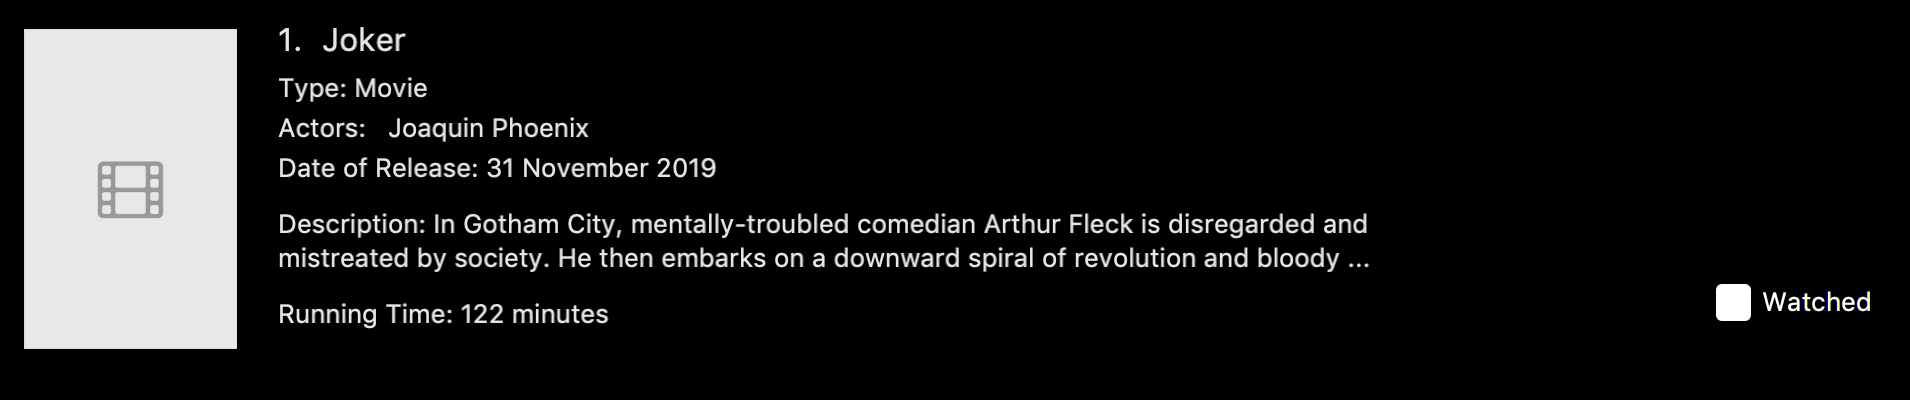 1. Joker
Type: Movie
Actors: Joaquin Phoenix
Date of Release: 31 November 2019
Description: In Gotham City, mentally-troubled comedian Arthur Fleck is disregarded and
mistreated by society. He then embarks on a downward spiral of revolution and bloody ...
Running Time: 122 minutes
Watched